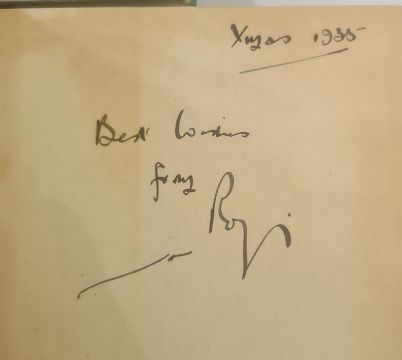 Xmas 1935
Best Wishes
from